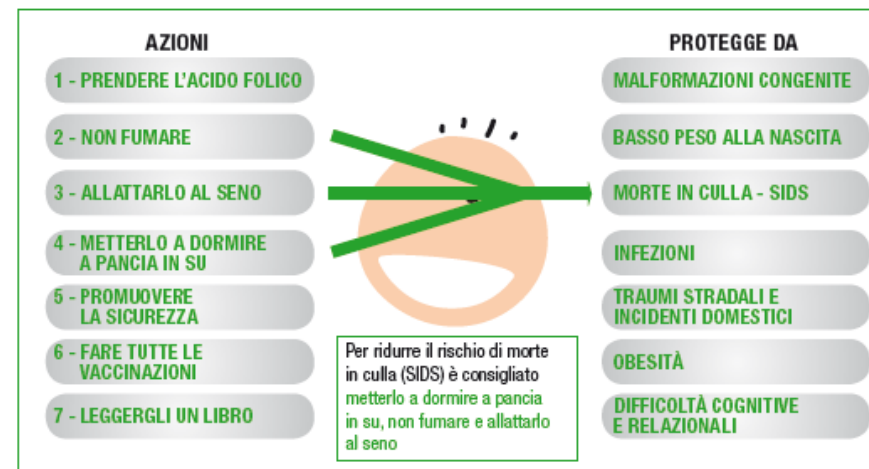 AZIONI
1 - PRENDERE L'ACIDO FOLICO
2 - NON FUMARE
3 - ALLATTARLO AL SENO
4 - METTERLO A DORMIRE
A PANCIA IN SU
5 - PROMUOVERE
LA SICUREZZA
6 - FARE TUTTE LE
VACCINAZIONI
7 - LEGGERGLI UN LIBRO
Per ridurre il rischio di morte
in culla (SIDS) è consigliato
metterlo a dormire a pancia
in su, non fumare e allattarlo
al seno
PROTEGGE DA
MALFORMAZIONI CONGENITE
BASSO PESO ALLA NASCITA
MORTE IN CULLA - SIDS
INFEZIONI
TRAUMI STRADALI E
INCIDENTI DOMESTICI
OBESITÀ
DIFFICOLTÀ COGNITIVE
E RELAZIONALI